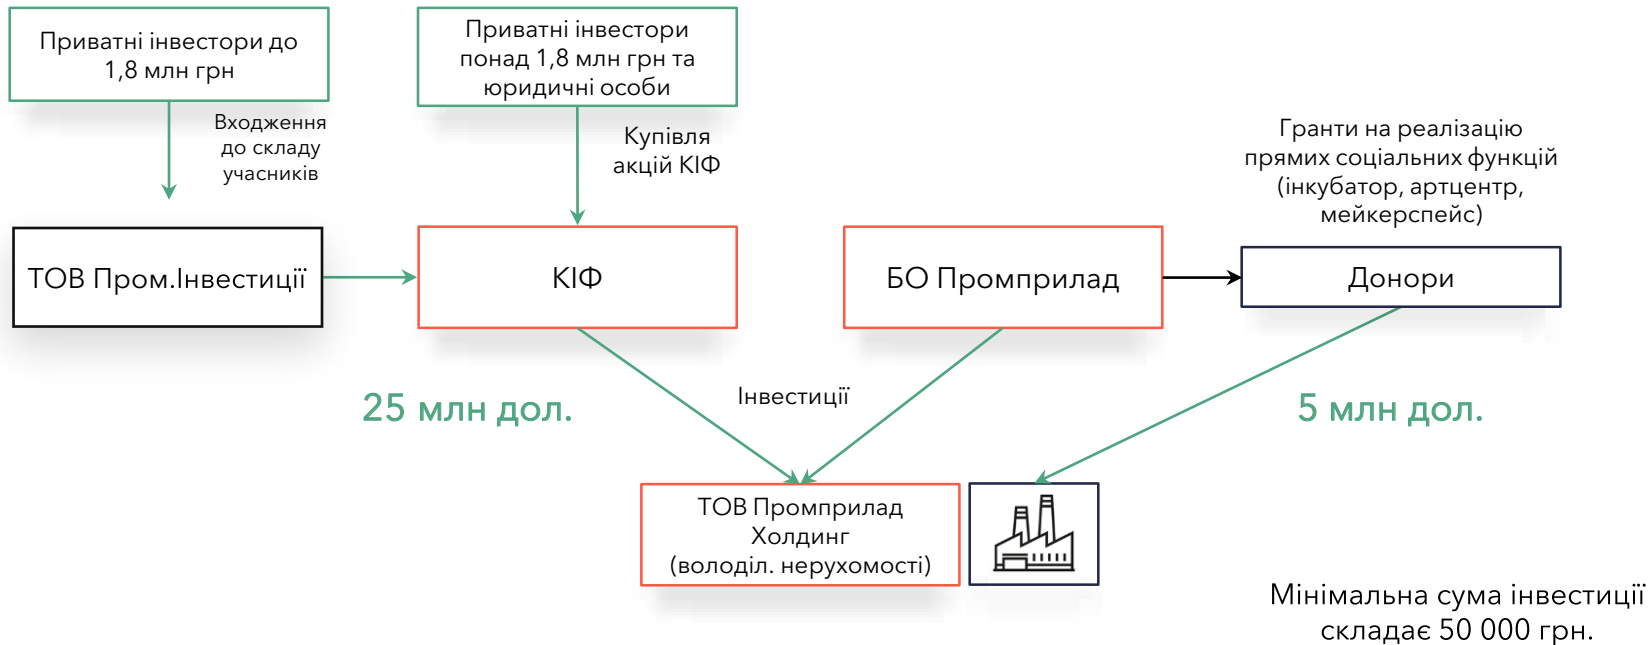 Приватні інвестори до
1,8 млн грн
Приватні інвестори
понад 1,8 млн грн та
юридичні особи
Входження
до складу
учасників
Купівля
акцій КІФ
Гранти на реалізацію
прямих соціальних функцій
(інкубатор, артцентр,
мейкерспейс)
ТОВ Пром.Інвестиції
КІФ
БО Промприлад
Донори
25 млн дол.
Інвестиції
5 млн дол.
ТОВ Промприлад
Холдинг
(володіл. нерухомості)
Мінімальна сума інвестиції
складає 50 000 грн.